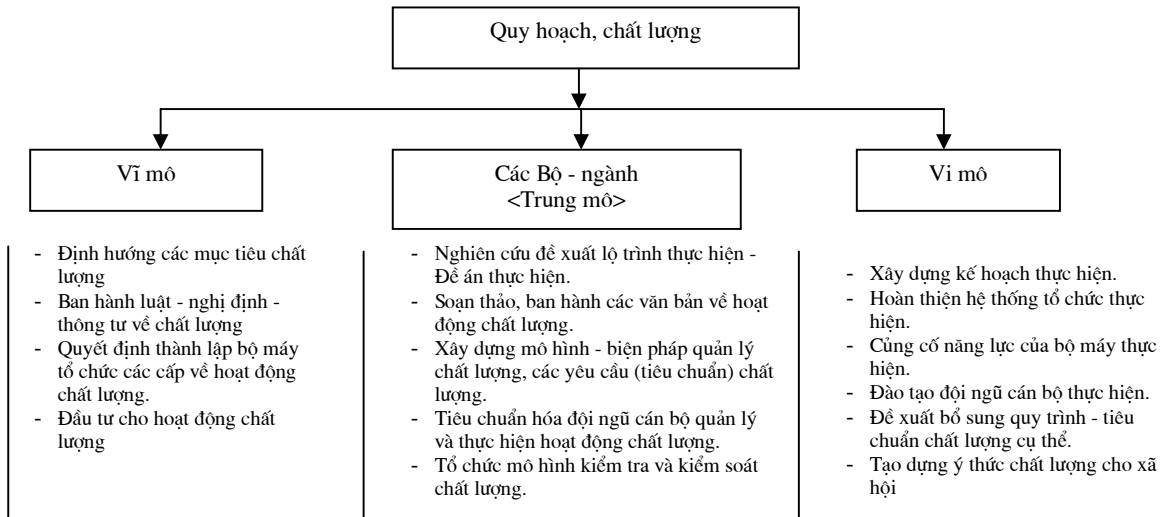 Quy hoạch, chất lượng
Vĩ mô
Các Bộ - ngành
<Trung mô>
Vi mô
- Định hướng các mục tiêu chất
lượng
- Ban hành luật - nghị định -
thông tư về chất lượng
- Quyết định thành lập bộ máy
tổ chức các cấp về hoạt động
chất lượng.
- Đầu tư cho hoạt động chất
lượng
- Nghiên cứu đề xuất lộ trình thực hiện -
Đề án thực hiện.
- Soạn thảo, ban hành các văn bản về hoạt
động chất lượng.
- Xây dựng mô hình - biện pháp quản lý
chất lượng, các yêu cầu (tiêu chuẩn) chất
lượng.
- Tiêu chuẩn hóa đội ngũ cán bộ quản lý
và thực hiện hoạt động chất lượng.
- Tổ chức mô hình kiểm tra và kiểm soát
chất lượng.
- Xây dựng kế hoạch thực hiện.
- Hoàn thiện hệ thống tổ chức thực
hiện.
- Củng cố năng lực của bộ máy thực
hiện.
- Đào tạo đội ngũ cán bộ thực hiện.
- Đề xuất bổ sung quy trình - tiêu
chuẩn chất lượng cụ thể.
- Tạo dựng ý thức chất lượng cho xã
hội